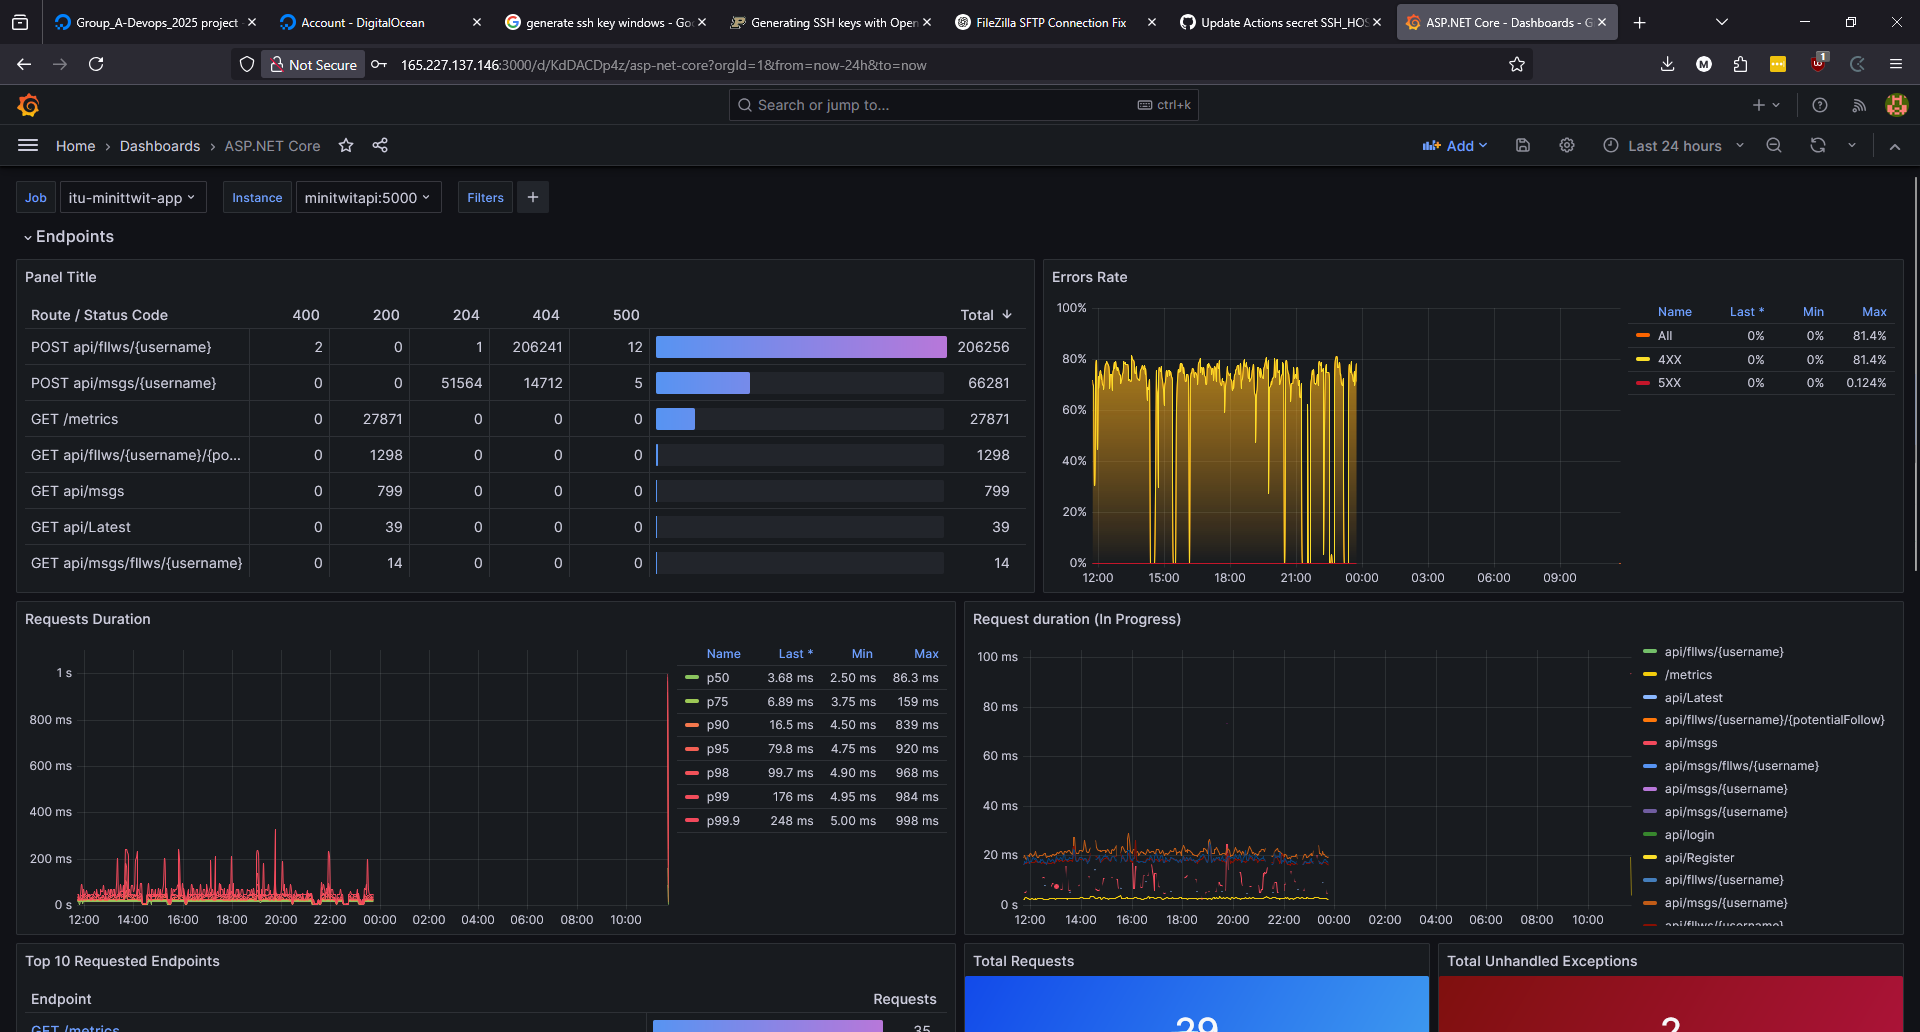 Group_A-Devops_2025 project
Account - DigitalOcean
generate ssh key windows - Goo
Generating SSH keys with Open
FileZilla SFTP Connection Fix
Update Actions secret SSH_HOS
ASP.NET Core - Dashboards - G
Not Secure
165.227.137.146:3000/d/KdDACDp4z/asp-net-core?orgId=1&from=now-24h&to=now
M
1
Search or jump to...
ctrl+k
Home › Dashboards › ASP.NET Core
Add
Last 24 hours
Job itu-minittwit-app
Instance minitwitapi:5000
Filters +
Endpoints
Panel Title
Route / Status Code 400 200 204 404 500 Total
POST api/fllws/{username} 2 0 1 206241 12 206256
POST api/msgs/{username} 0 0 51564 14712 5 66281
GET /metrics 0 27871 0 0 0 27871
GET api/fllws/{username}/{po... 0 1298 0 0 0 1298
GET api/msgs 0 799 0 0 0 799
GET api/Latest 0 39 0 0 0 39
GET api/msgs/fllws/{username} 0 14 0 0 0 14
Errors Rate
100%
80%
60%
40%
20%
0%
12:00 15:00 18:00 21:00 00:00 03:00 06:00 09:00
Name Last * Min Max
All 0% 0% 81.4%
4XX 0% 0% 81.4%
5XX 0% 0% 0.124%
Requests Duration
1 s
800 ms
600 ms
400 ms
200 ms
0 s
12:00 14:00 16:00 18:00 20:00 22:00 00:00 02:00 04:00 06:00 08:00 10:00
Name Last * Min Max
p50 3.68 ms 2.50 ms 86.3 ms
p75 6.89 ms 3.75 ms 159 ms
p90 16.5 ms 4.50 ms 839 ms
p95 79.8 ms 4.75 ms 920 ms
p98 99.7 ms 4.90 ms 968 ms
p99 176 ms 4.95 ms 984 ms
p99.9 248 ms 5.00 ms 998 ms
Request duration (In Progress)
100 ms
80 ms
60 ms
40 ms
20 ms
0 s
12:00 14:00 16:00 18:00 20:00 22:00 00:00 02:00 04:00 06:00 08:00 10:00
api/fllws/{username}
/metrics
api/Latest
api/fllws/{username}/{potentialFollow}
api/msgs
api/msgs/fllws/{username}
api/msgs/{username}
api/msgs/{username}
api/login
api/Register
api/fllws/{username}
api/msgs/{username}
api/fllws/{username}
Top 10 Requested Endpoints
Endpoint Requests
GET /metrics 35
Total Requests
39
Total Unhandled Exceptions
2